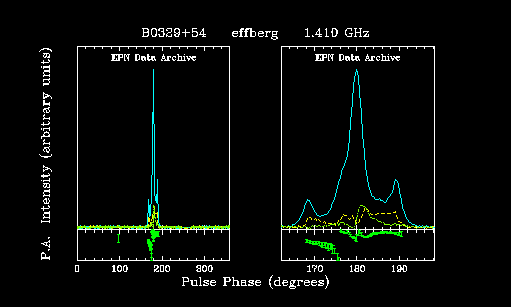 B0329+54 effberg 1.410 GHz
EPN Data Archive EPN Data Archive
P.A. Intensity (arbitrary units)
0 100 200 300 170 180 190
Pulse Phase (degrees)